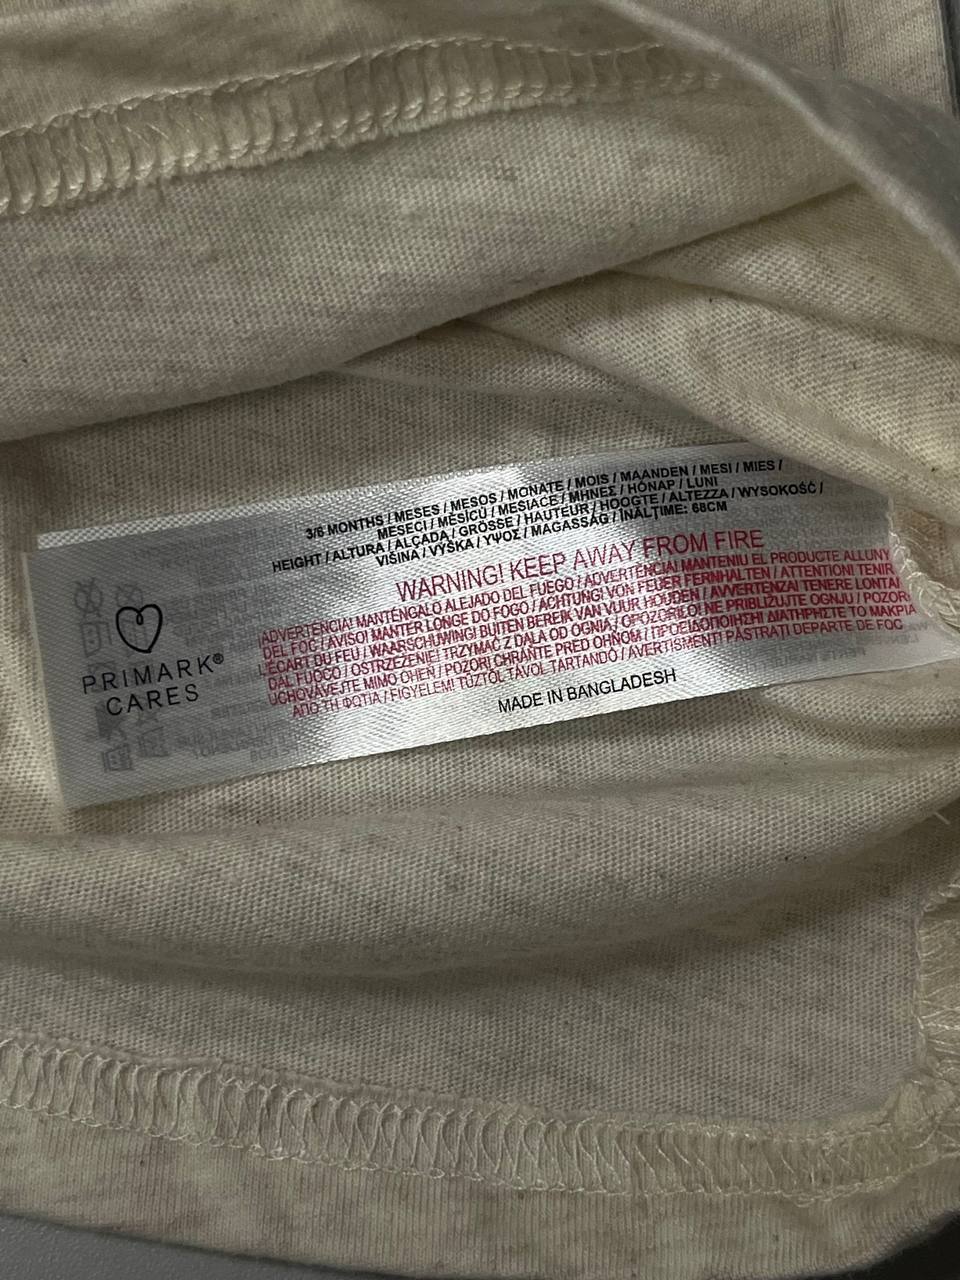 3/6 MONTHS / MESES / MESOS / MONATE / MOIS / MAANDEN / MESI / MIES /
MESECI / MĚSÍCŮ / MESIACE / ΜΗΝΕΣ / HÓNAP / LUNI
HEIGHT / ALTURA / ALÇADA / GRÖSSE / HAUTEUR / HOOGTE / ALTEZZA / WYSOKOŚĆ /
VIŠINA / VÝŠKA / ΥΨΟΣ / MAGASSÁG / ÎNĂLȚIME: 68CM
WARNING! KEEP AWAY FROM FIRE
¡ADVERTENCIA! MANTÉNGALO ALEJADO DEL FUEGO / ADVERTÈNCIA! MANTENIU EL PRODUCTE ALLUNY
DEL FOC / AVISO! MANTER LONGE DO FOGO / ACHTUNG! VON FEUER FERNHALTEN / ATTENTION! TENIR
L'ÉCART DU FEU / WAARSCHUWING! BUITEN BEREIK VAN VUUR HOUDEN / AVVERTENZA! TENERE LONTAN
DAL FUOCO / OSTRZEŻENIE! TRZYMAĆ Z DALA OD OGNIA / OPOZORILO! NE PRIBLIŽUJTE OGNJU / POZOR!
UCHOVÁVEJTE MIMO OHEŇ / POZOR! CHRÁŇTE PRED OHŇOM / ΠΡΟΕΙΔΟΠΟΙΗΣΗ! ΔΙΑΤΗΡΗΣΤΕ ΤΟ ΜΑΚΡΙΑ
ΑΠΟ ΤΗ ΦΩΤΙΑ / FIGYELEM! TŰZTŐL TÁVOL TARTANDÓ / AVERTISMENT! PĂSTRAȚI DEPARTE DE FOC
MADE IN BANGLADESH
PRIMARK®
CARES